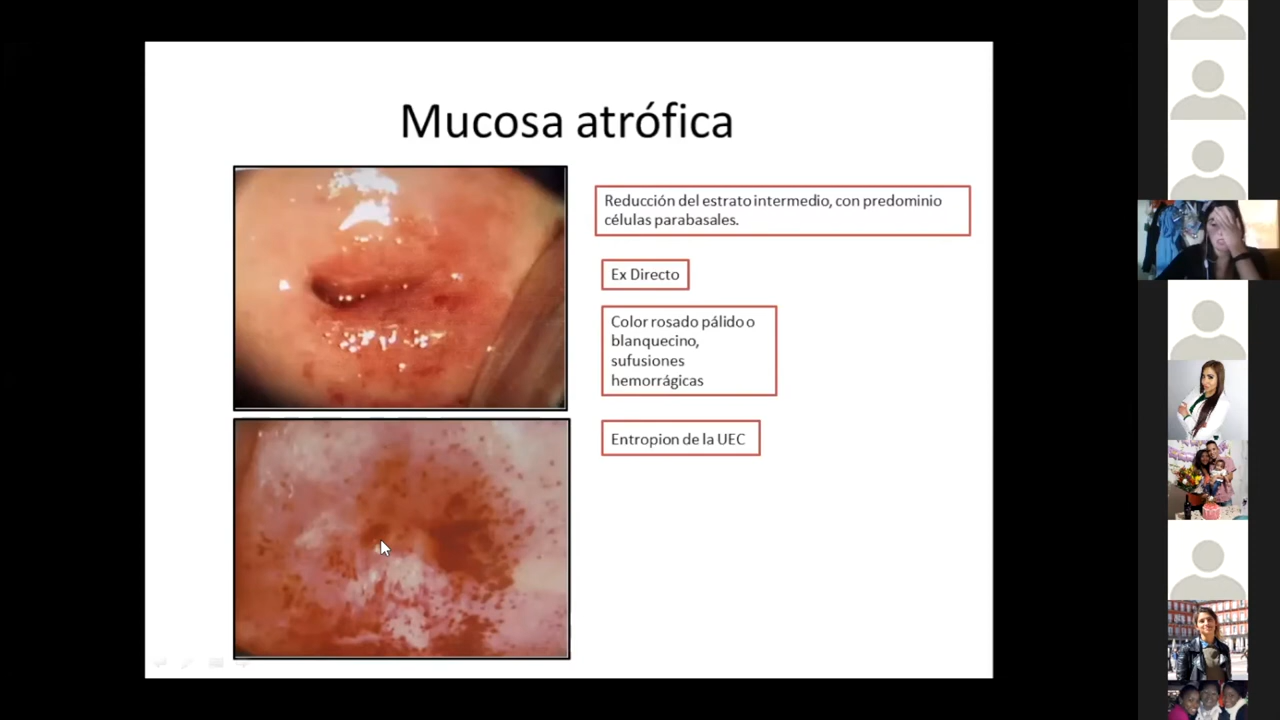 Mucosa atrófica
Reducción del estrato intermedio, con predominio
células parabasales.
Ex Directo
Color rosado pálido o
blanquecino,
sufusiones
hemorrágicas
Entropion de la UEC